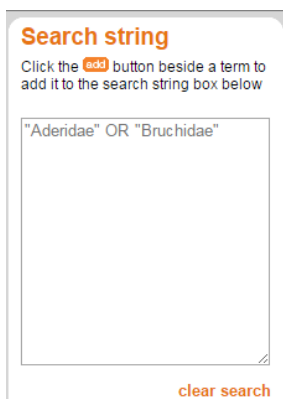 Search string
Click the add button beside a term to
add it to the search string box below
"Aderidae" OR "Bruchidae"
clear search